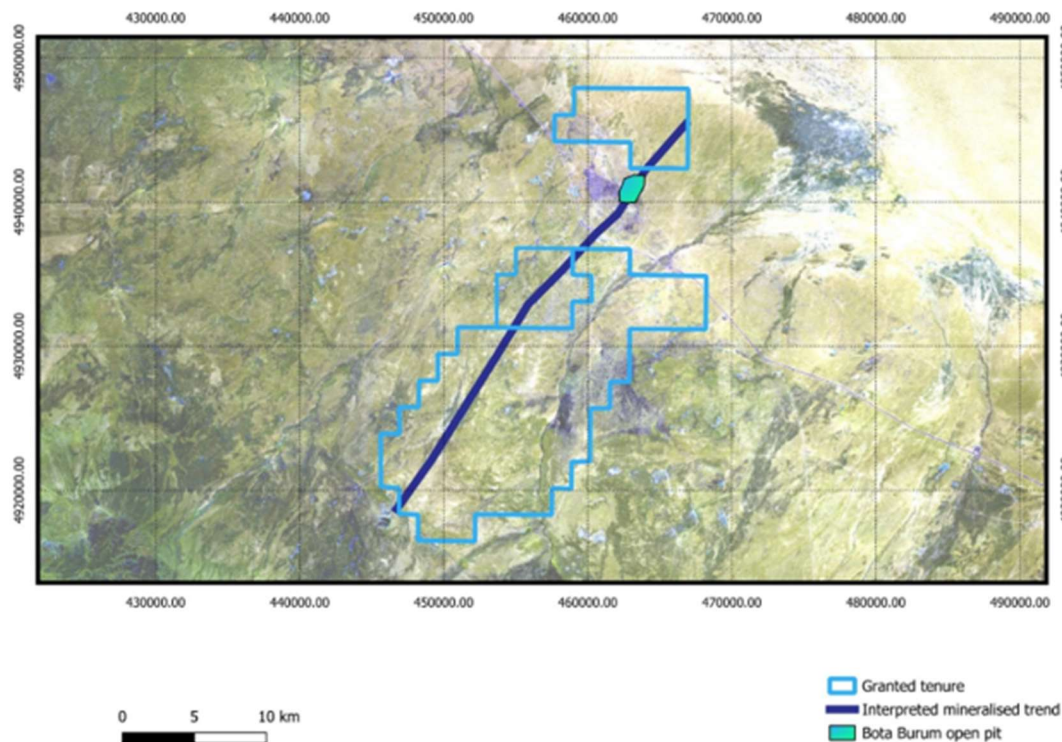 430000.00 440000.00 450000.00 460000.00 470000.00 480000.00 490000.00
4950000.00
4940000.00
4930000.00
4920000.00
430000.00 440000.00 450000.00 460000.00 470000.00 480000.00 490000.00
0 5 10 km
Granted tenure
Interpreted mineralised trend
Bota Burum open pit